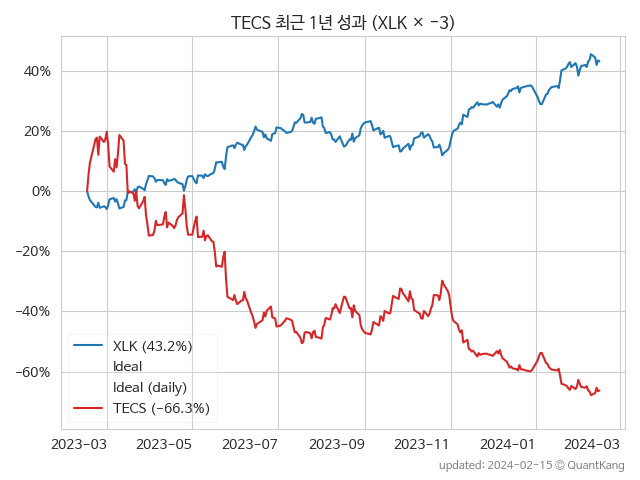 TECS 최근 1년 성과 (XLK × −3)
40%
20%
0%
−20%
−40%
−60%
XLK (43.2%)
Ideal
Ideal (daily)
TECS (−66.3%)
2023-03 2023-05 2023-07 2023-09 2023-11 2024-01 2024-03
updated: 2024-02-15 © QuantKang